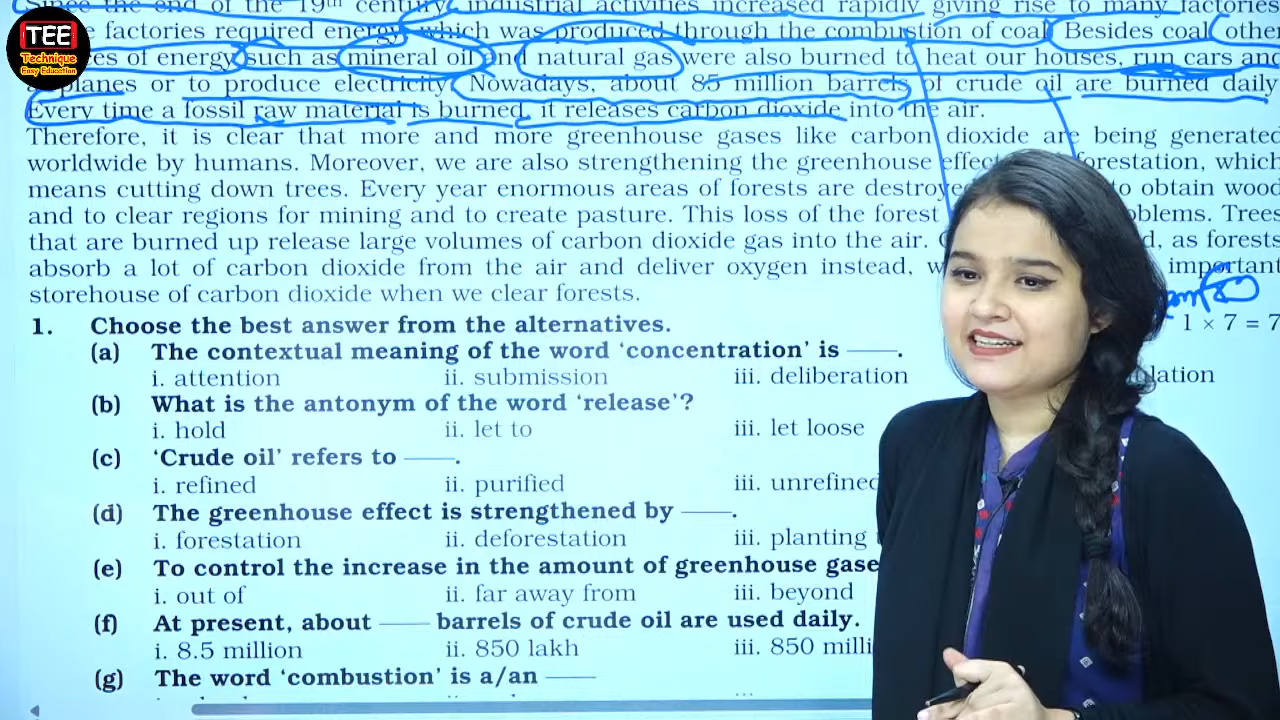 TEE
Technique
Easy Education
Since the end of the 19th century, industrial activities increased rapidly giving rise to many factories
factories required energy which was produced through the combustion of coal Besides coal other
of energy such as mineral oil and natural gas were also burned to heat our houses, run cars and
or to produce electricity. Nowadays, about 85 million barrels of crude oil are burned daily
Every time a fossil raw material is burned, it releases carbon dioxide into the air.
Therefore, it is clear that more and more greenhouse gases like carbon dioxide are being generated
worldwide by humans. Moreover, we are also strengthening the greenhouse effect forestation, which
means cutting down trees. Every year enormous areas of forests are destroye to obtain wood
and to clear regions for mining and to create pasture. This loss of the forest oblems. Trees
that are burned up release large volumes of carbon dioxide gas into the air. d, as forests
absorb a lot of carbon dioxide from the air and deliver oxygen instead, w important
storehouse of carbon dioxide when we clear forests.
1. Choose the best answer from the alternatives. 1 × 7 = 7
(a) The contextual meaning of the word ‘concentration’ is ——.
i. attention ii. submission iii. deliberation lation
(b) What is the antonym of the word ‘release’?
i. hold ii. let to iii. let loose
(c) ‘Crude oil’ refers to ——.
i. refined ii. purified iii. unrefined
(d) The greenhouse effect is strengthened by ——.
i. forestation ii. deforestation iii. planting
(e) To control the increase in the amount of greenhouse gase
i. out of ii. far away from iii. beyond
(f) At present, about —— barrels of crude oil are used daily.
i. 8.5 million ii. 850 lakh iii. 850 milli
(g) The word ‘combustion’ is a/an ——